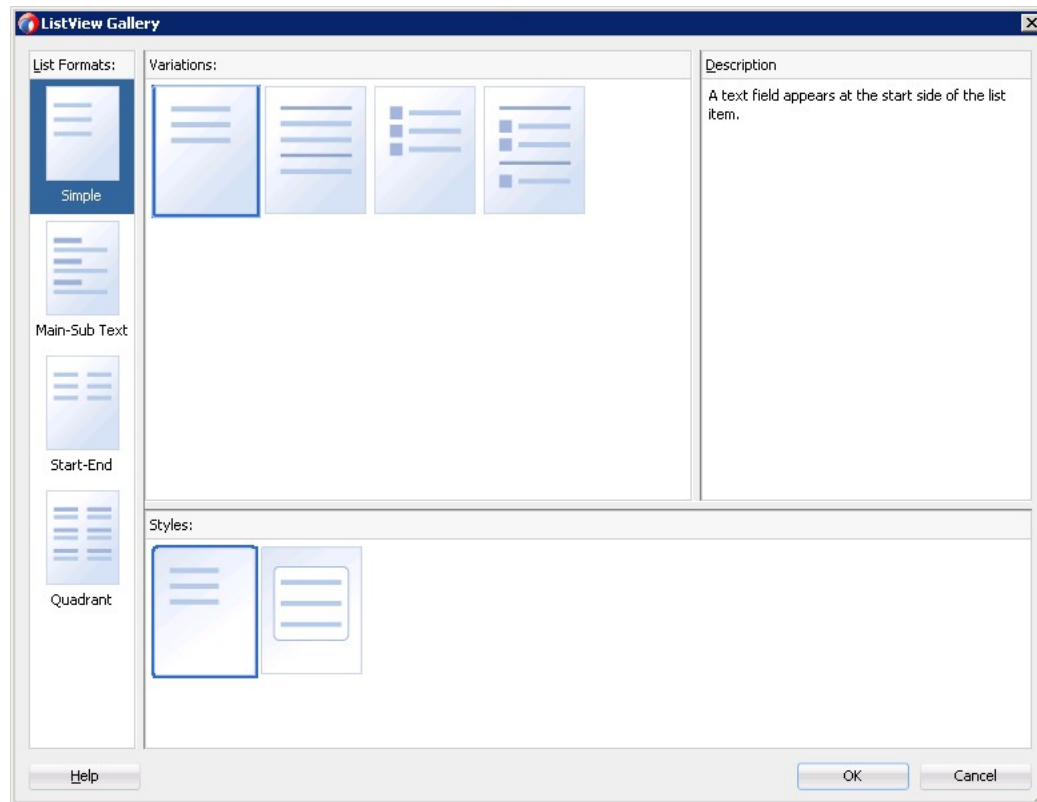 ListView Gallery
List Formats:
Variations:
Description
A text field appears at the start side of the list
item.
Simple
Main-Sub Text
Start-End
Styles:
Quadrant
Help
OK
Cancel